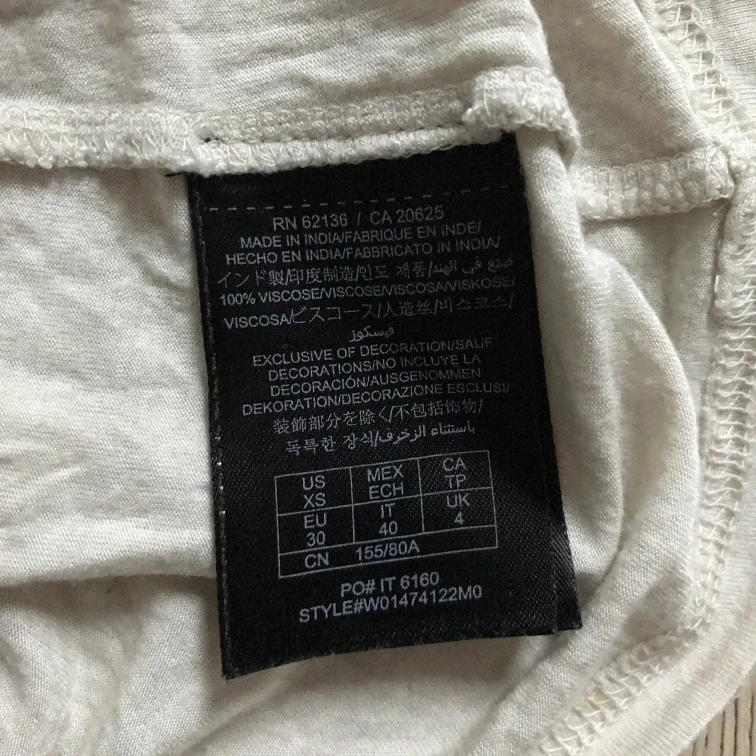 RN 62136 / CA 20625
MADE IN INDIA/FABRIQUE EN INDE/
HECHO EN INDIA/FABBRICATO IN INDIA/
インド製/印度制造/인도 제품/صنع في الهند/
100% VISCOSE/VISCOSE/VISCOSA/VISKOSE/
VISCOSA/ビスコース/人造丝/비스코스/
فيسكوز
EXCLUSIVE OF DECORATION/SAUF
DECORATIONS/NO INCLUYE LA
DECORACIÓN/AUSGENOMMEN
DEKORATION/DECORAZIONE ESCLUSI/
装飾部分を除く/不包括饰物/
독특한 장식/باستثناء الزخرف/
US MEX CA
XS ECH TP
EU IT UK
30 40 4
CN 155/80A
PO# IT 6160
STYLE#W01474122M0